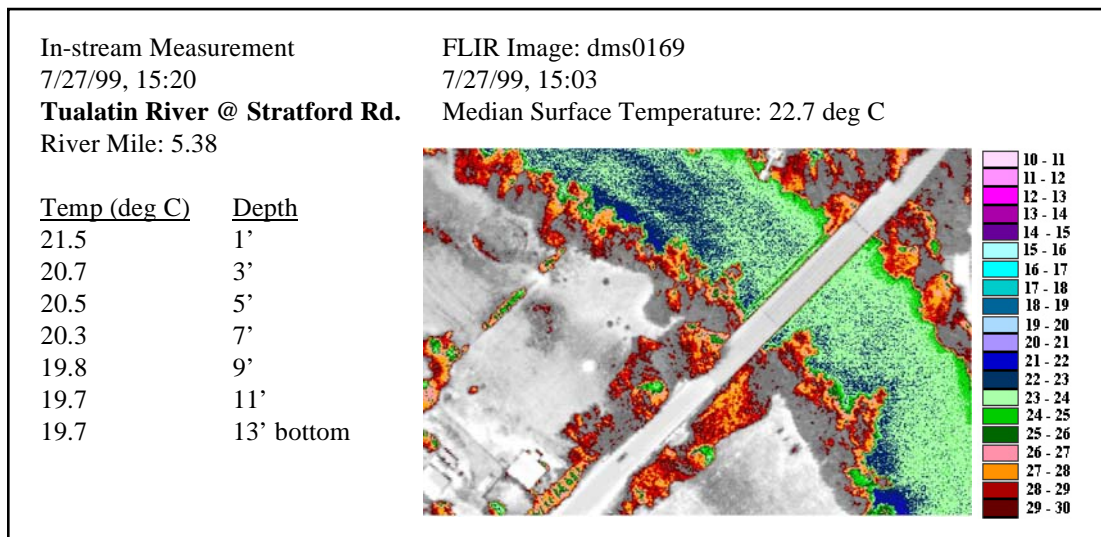 In-stream Measurement
7/27/99, 15:20
Tualatin River @ Stratford Rd.
River Mile: 5.38
FLIR Image: dms0169
7/27/99, 15:03
Median Surface Temperature: 22.7 deg C
Temp (deg C) Depth
21.5 1’
20.7 3’
20.5 5’
20.3 7’
19.8 9’
19.7 11’
19.7 13’ bottom
10 - 11
11 - 12
12 - 13
13 - 14
14 - 15
15 - 16
16 - 17
17 - 18
18 - 19
19 - 20
20 - 21
21 - 22
22 - 23
23 - 24
24 - 25
25 - 26
26 - 27
27 - 28
28 - 29
29 - 30